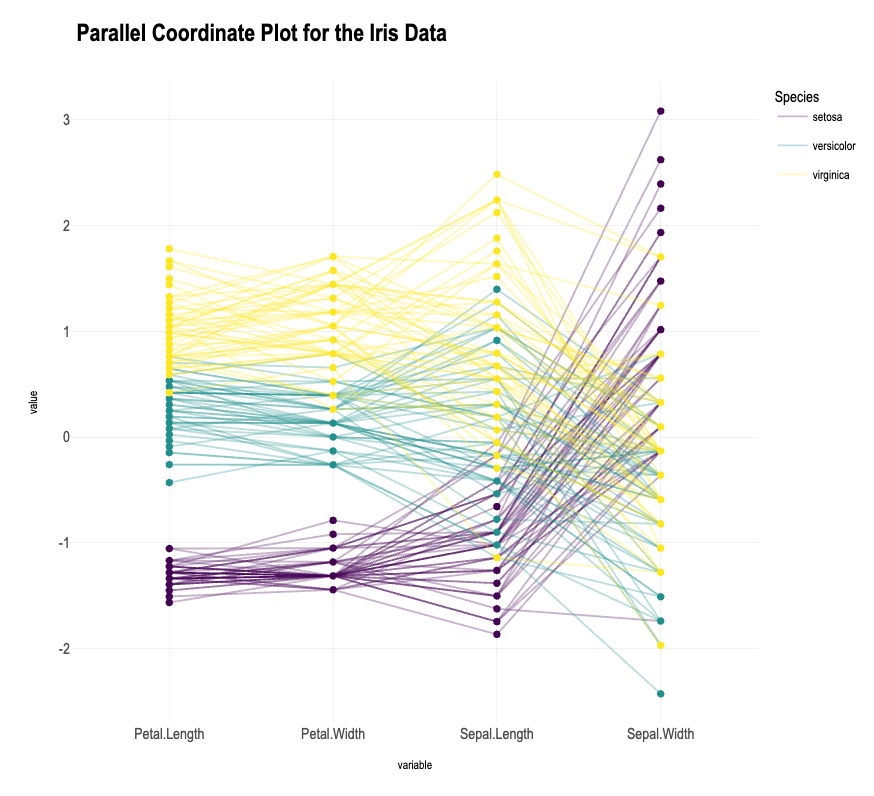 Parallel Coordinate Plot for the Iris Data
Species
setosa
versicolor
virginica
3
2
1
0
-1
-2
value
Petal.Length
Petal.Width
Sepal.Length
Sepal.Width
variable